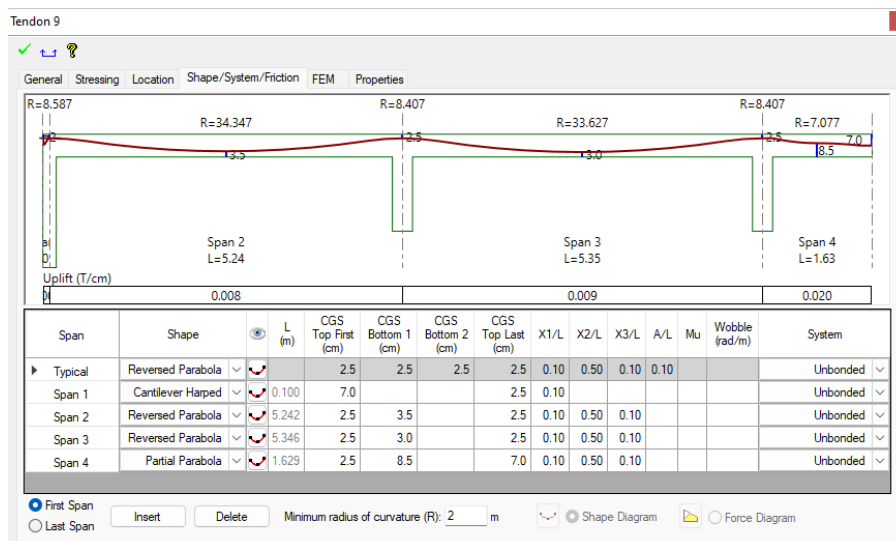 Tendon 9
General Stressing Location Shape/System/Friction FEM Properties
R=8.587 R=8.407 R=8.407
R=34.347 R=33.627 R=7.077
2.5 2.5 7.0
3.5 3.0 8.5
Span 2 Span 3 Span 4
L=5.24 L=5.35 L=1.63
Uplift (T/cm)
0.008 0.009 0.020
Span Shape L (m) CGS Top First (cm) CGS Bottom 1 (cm) CGS Bottom 2 (cm) CGS Top Last (cm) X1/L X2/L X3/L A/L Mu Wobble (rad/m) System
Typical Reversed Parabola 2.5 2.5 2.5 2.5 0.10 0.50 0.10 0.10 Unbonded
Span 1 Cantilever Harped 0.100 7.0 2.5 0.10 Unbonded
Span 2 Reversed Parabola 5.242 2.5 3.5 2.5 0.10 0.50 0.10 Unbonded
Span 3 Reversed Parabola 5.346 2.5 3.0 2.5 0.10 0.50 0.10 Unbonded
Span 4 Partial Parabola 1.629 2.5 8.5 7.0 0.10 0.50 0.10 Unbonded
First Span
Last Span
Insert Delete Minimum radius of curvature (R): 2 m Shape Diagram Force Diagram